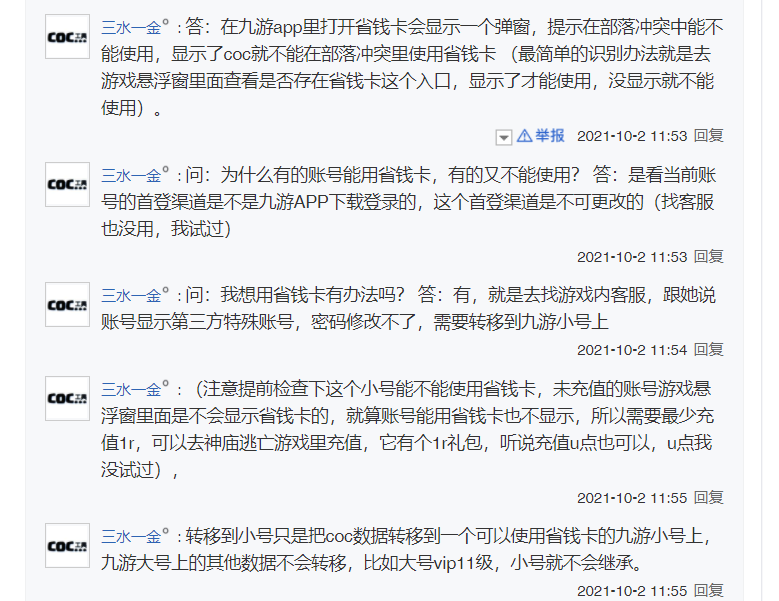 三水一金° : 答：在九游app里打开省钱卡会显示一个弹窗，提示在部落冲突中能不
能使用，显示了coc就不能在部落冲突里使用省钱卡 （最简单的识别办法就是去
游戏悬浮窗里面查看是否存在省钱卡这个入口，显示了才能使用，没显示就不能
使用）。
举报 2021-10-2 11:53 回复
三水一金° : 问：为什么有的账号能用省钱卡，有的又不能使用？ 答：是看当前账
号的首登渠道是不是九游APP下载登录的，这个首登渠道是不可更改的（找客服
也没用，我试过）
2021-10-2 11:53 回复
三水一金° : 问：我想用省钱卡有办法吗？ 答：有，就是去找游戏内客服，跟她说
账号显示第三方特殊账号，密码修改不了，需要转移到九游小号上
2021-10-2 11:54 回复
三水一金° : （注意提前检查下这个小号能不能使用省钱卡，未充值的账号游戏悬
浮窗里面是不会显示省钱卡的，就算账号能用省钱卡也不显示，所以需要最少充
值1r，可以去神庙逃亡游戏里充值，它有个1r礼包，听说充值u点也可以，u点我
没试过），
2021-10-2 11:55 回复
三水一金° : 转移到小号只是把coc数据转移到一个可以使用省钱卡的九游小号上，
九游大号上的其他数据不会转移，比如大号vip11级，小号就不会继承。
2021-10-2 11:55 回复